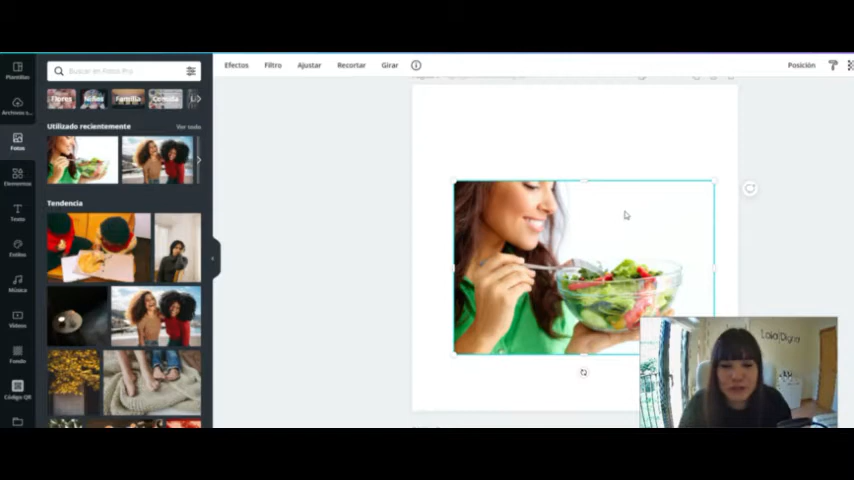 Efectos Filtro Ajustar Recortar Girar Posición
Buscar en Fotos Pro
Plantillas
Flores Niños Familia Comida
Utilizado recientemente Ver todo
Fotos
Elementos
Texto
Tendencia
Estilos
Música
Videos
Fondo
Código QR